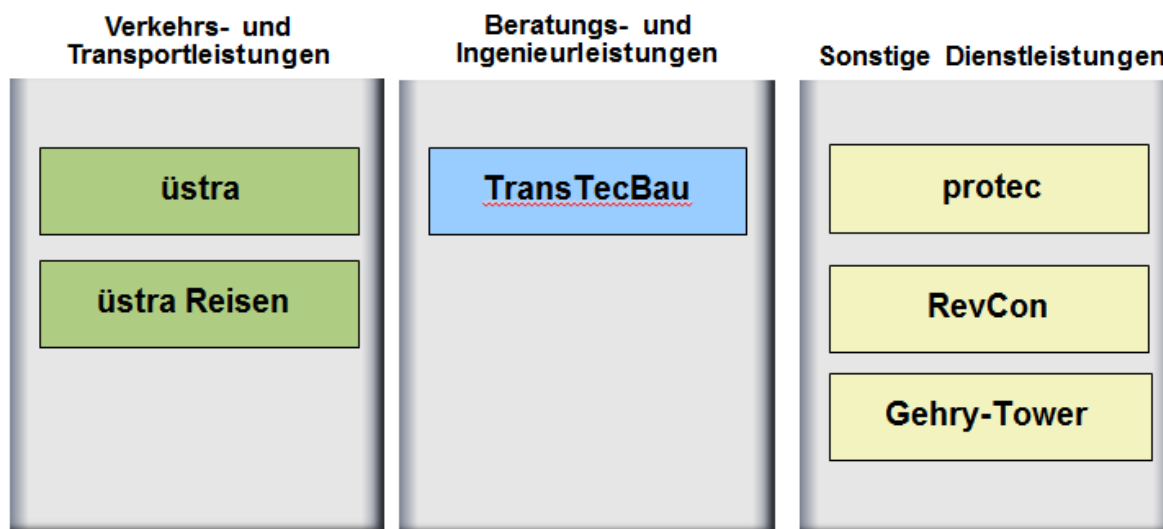 Verkehrs- und
Transportleistungen
üstra
üstra Reisen
Beratungs- und
Ingenieurleistungen
TransTecBau
Sonstige Dienstleistungen
protec
RevCon
Gehry-Tower